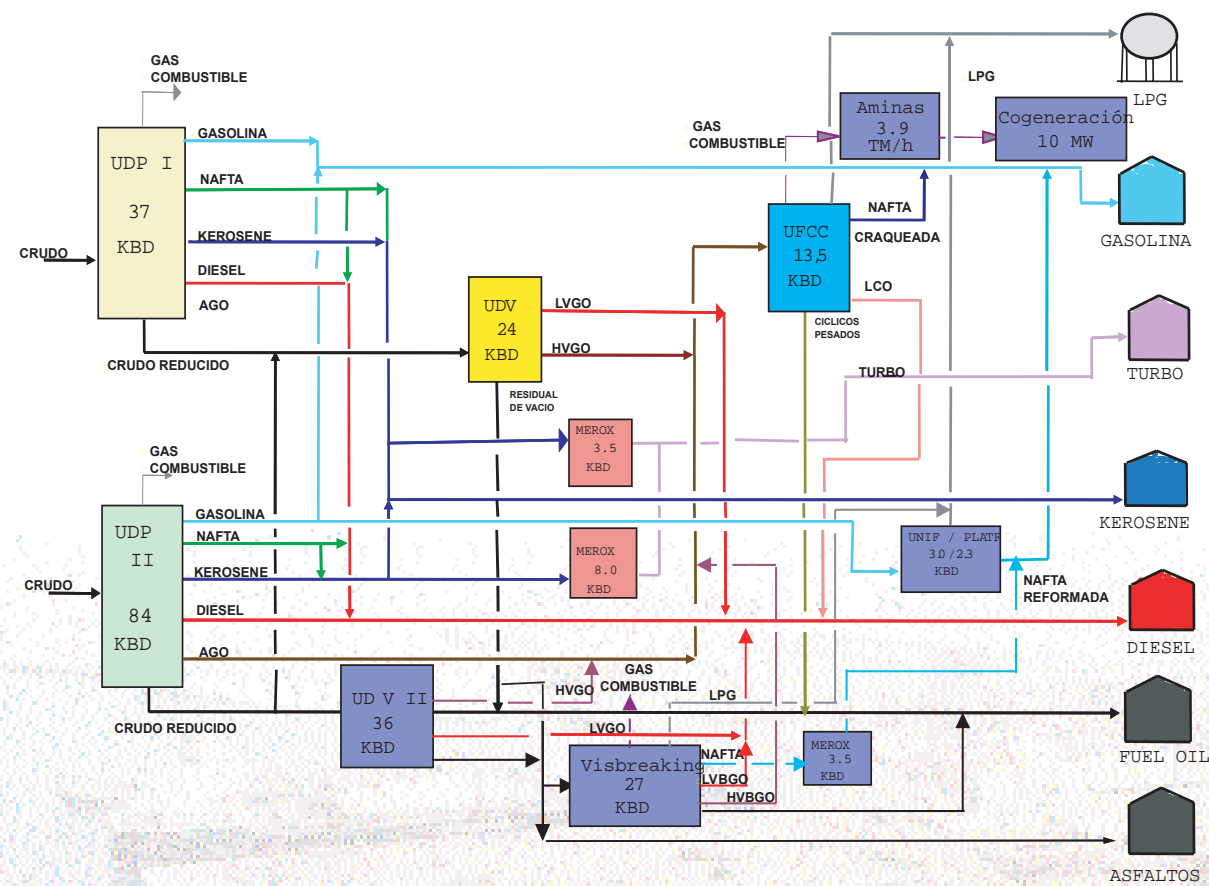 GAS
COMBUSTIBLE
LPG
LPG
GASOLINA
UDP I
37
KBD
NAFTA
KEROSENE
CRUDO
DIESEL
AGO
CRUDO REDUCIDO
GAS
COMBUSTIBLE
Aminas
3.9
TM/h
Cogeneración
10 MW
GASOLINA
UFCC
13,5
KBD
NAFTA
CRAQUEADA
LCO
CICLICOS
PESADOS
UDV
24
KBD
LVGO
HVGO
RESIDUAL
DE VACIO
TURBO
TURBO
MEROX
3.5
KBD
GAS
COMBUSTIBLE
UDP
II
84
KBD
GASOLINA
NAFTA
KEROSENE
CRUDO
DIESEL
AGO
CRUDO REDUCIDO
MEROX
8.0
KBD
UNIF / PLATF
3.0/2.3
KBD
NAFTA
REFORMADA
KEROSENE
DIESEL
UD V II
36
KBD
HVGO
GAS
COMBUSTIBLE
LPG
LVGO
Visbreaking
27
KBD
NAFTA
LVBGO
HVBGO
MEROX
3.5
KBD
FUEL OIL
ASFALTOS